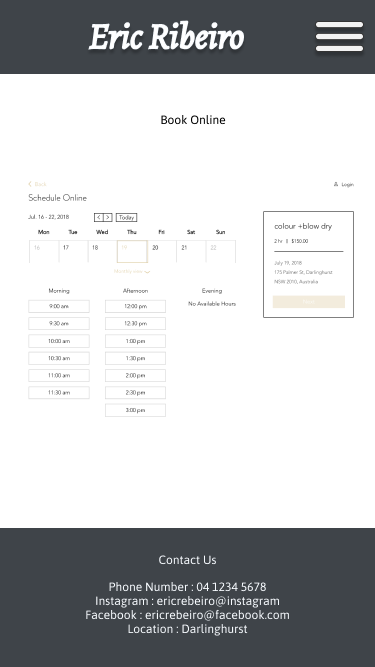 Eric Ribeiro
Book Online
Back
Login
Schedule Online
Jul. 16 - 22, 2018
Today
Mon Tue Wed Thu Fri Sat Sun
16 17 18 19 20 21 22
Monthly view
Morning Afternoon Evening
9:00 am 12:00 pm No Available Hours
9:30 am 12:30 pm
10:00 am 1:00 pm
10:30 am 1:30 pm
11:00 am 2:00 pm
11:30 am 2:30 pm
3:00 pm
colour +blow dry
2 hr | $150.00
July 19, 2018
175 Palmer St, Darlinghurst
NSW 2010, Australia
Contact Us
Phone Number : 04 1234 5678
Instagram : ericrebeiro@instagram
Facebook : ericrebeiro@facebook.com
Location : Darlinghurst